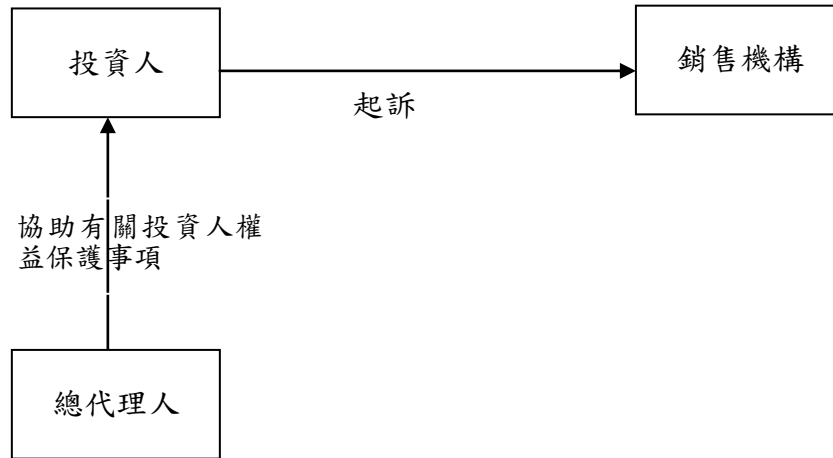 投資人
銷售機構
起訴
協助有關投資人權
益保護事項
總代理人